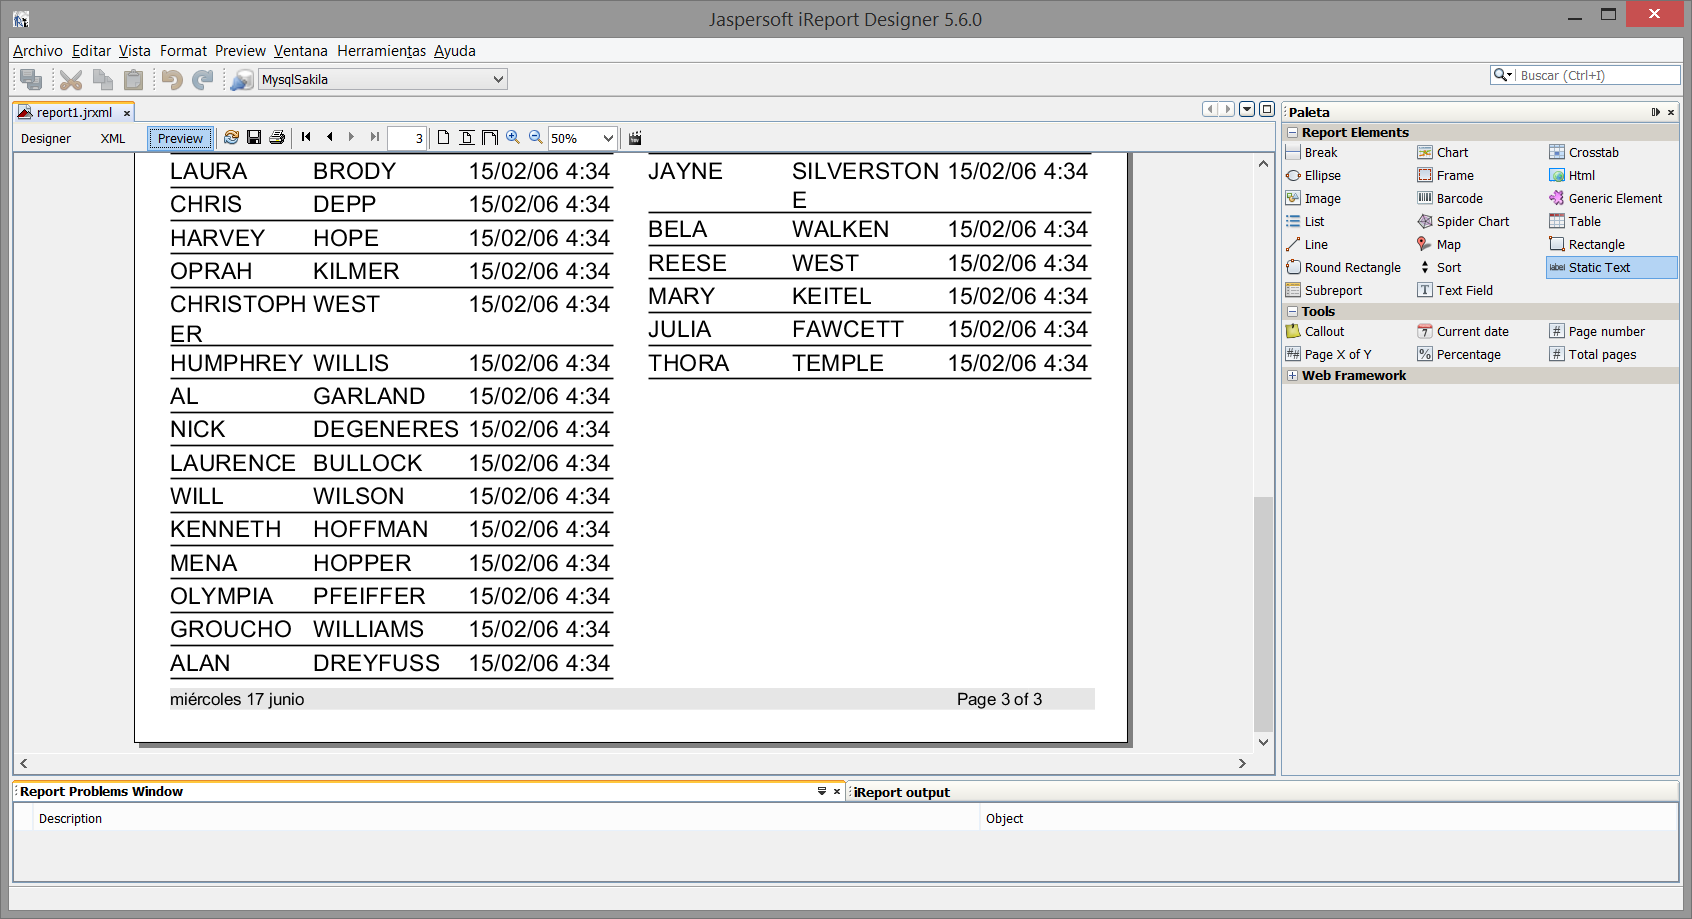 Jaspersoft iReport Designer 5.6.0
Archivo Editar Vista Format Preview Ventana Herramientas Ayuda
MysqlSakila
Buscar (Ctrl+I)
report1.jrxml
Designer XML Preview 3 50%
LAURA BRODY 15/02/06 4:34
CHRIS DEPP 15/02/06 4:34
HARVEY HOPE 15/02/06 4:34
OPRAH KILMER 15/02/06 4:34
CHRISTOPH WEST 15/02/06 4:34
ER
HUMPHREY WILLIS 15/02/06 4:34
AL GARLAND 15/02/06 4:34
NICK DEGENERES 15/02/06 4:34
LAURENCE BULLOCK 15/02/06 4:34
WILL WILSON 15/02/06 4:34
KENNETH HOFFMAN 15/02/06 4:34
MENA HOPPER 15/02/06 4:34
OLYMPIA PFEIFFER 15/02/06 4:34
GROUCHO WILLIAMS 15/02/06 4:34
ALAN DREYFUSS 15/02/06 4:34
JAYNE SILVERSTON 15/02/06 4:34
E
BELA WALKEN 15/02/06 4:34
REESE WEST 15/02/06 4:34
MARY KEITEL 15/02/06 4:34
JULIA FAWCETT 15/02/06 4:34
THORA TEMPLE 15/02/06 4:34
miércoles 17 junio Page 3 of 3
Paleta
Report Elements
Break Chart Crosstab
Ellipse Frame Html
Image Barcode Generic Element
List Spider Chart Table
Line Map Rectangle
Round Rectangle Sort label Static Text
Subreport T Text Field
Tools
Callout 7 Current date # Page number
## Page X of Y % Percentage # Total pages
Web Framework
Report Problems Window
iReport output
Description Object